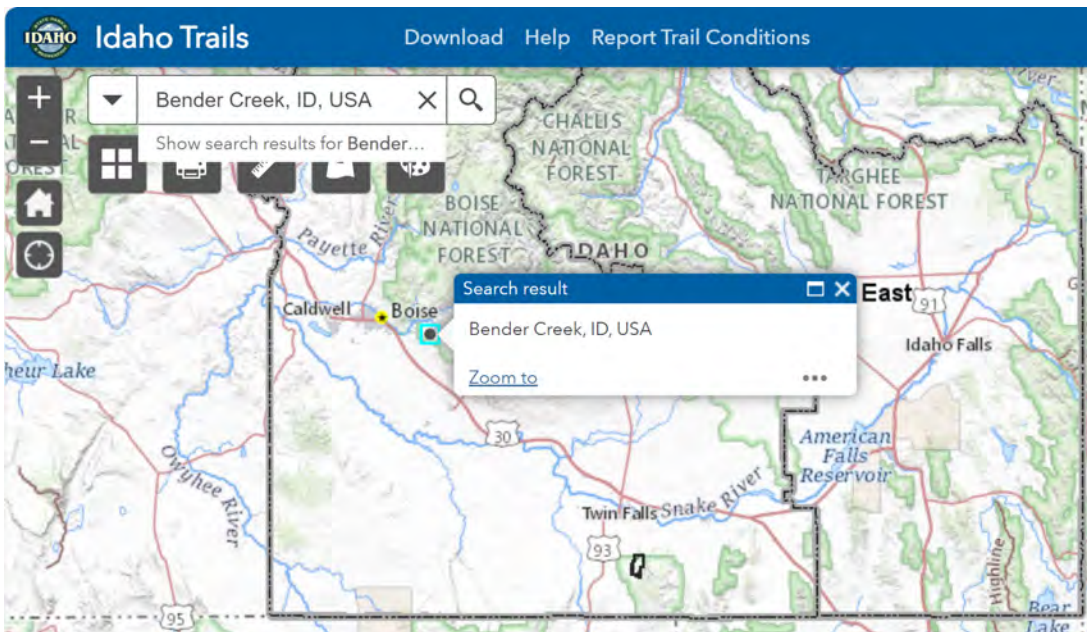 IDAHO
Idaho Trails
Download
Help
Report Trail Conditions
+
Bender Creek, ID, USA
Show search results for Bender...
−
CHALLIS
NATIONAL
FOREST
TARGHEE
NATIONAL FOREST
BOISE
NATIONAL
FOREST
IDAHO
Payette River
Caldwell
Boise
Search result
Bender Creek, ID, USA
Zoom to
East
91
Idaho Falls
heur Lake
30
American
Falls
Reservoir
Owyhee River
Twin Falls
Snake River
93
Highline
95
Bear
Lake